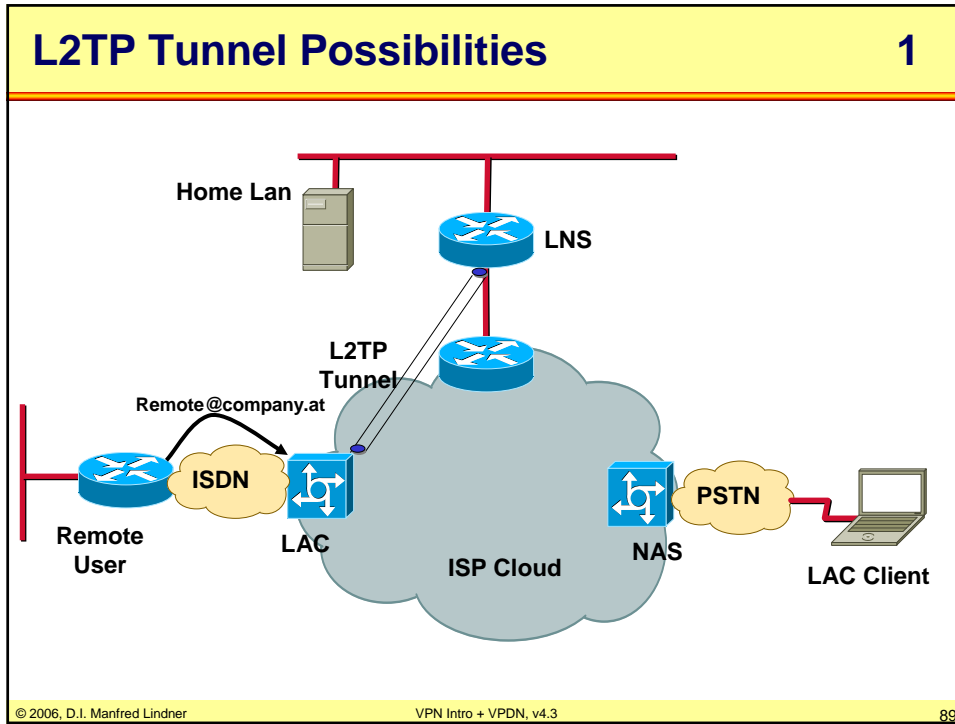 L2TP Tunnel Possibilities 1
Home Lan
LNS
L2TP
Tunnel
Remote@company.at
ISDN
PSTN
Remote
User
LAC
NAS
ISP Cloud
LAC Client
© 2006, D.I. Manfred Lindner
VPN Intro + VPDN, v4.3
89